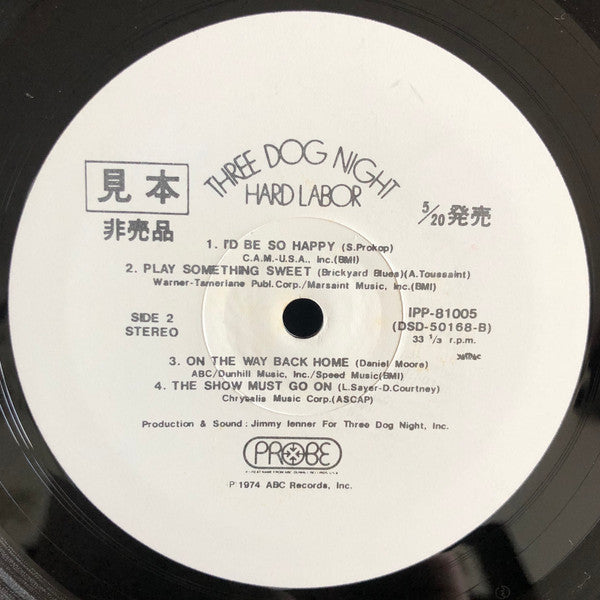 THREE DOG NIGHT
HARD LABOR
見本
非売品
5/20 発売
1. I'D BE SO HAPPY (S.Prokop)
C.A.M.-U.S.A., Inc.(BMI)
2. PLAY SOMETHING SWEET (Brickyard Blues)(A.Toussaint)
Warner-Tamerlane Publ.Corp./Marsaint Music, Inc.(BMI)
SIDE 2
STEREO
IPP-81005
(DSD-50168-B)
33 1/3 r.p.m.
3. ON THE WAY BACK HOME (Daniel Moore)
ABC/Dunhill Music, Inc./Speed Music(BMI)
4. THE SHOW MUST GO ON (L.Sayer-D.Courtney)
Chrysalis Music Corp.(ASCAP)
Production & Sound : Jimmy Ienner For Three Dog Night, Inc.
PROBE
P 1974 ABC Records, Inc.